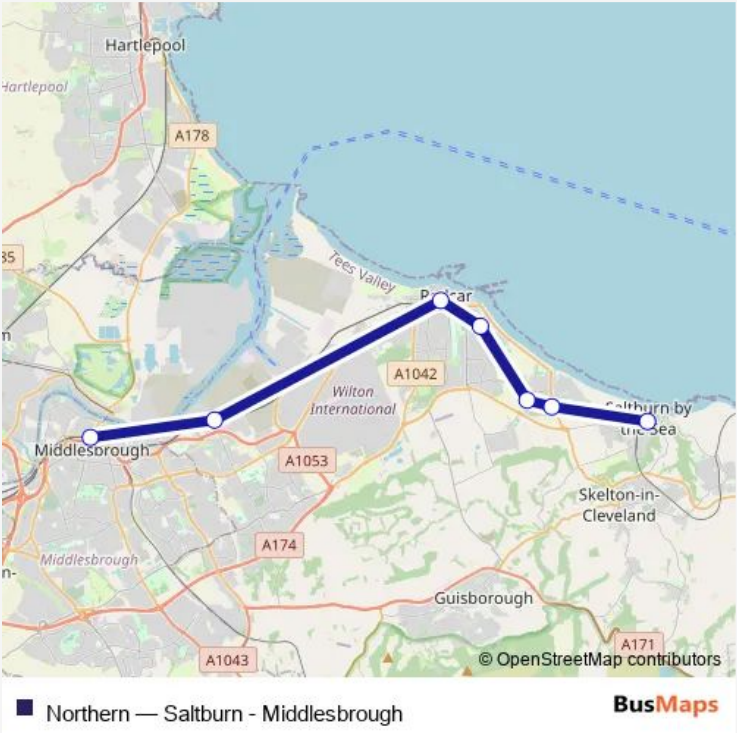 Hartlepool
Hartlepool
A178
35
Tees Valley
Redcar
A1042
Wilton
International
Saltburn by
the Sea
Middlesbrough
A1053
Skelton-in-
Cleveland
A174
Middlesbrough
n-
Guisborough
A171
A1043
© OpenStreetMap contributors
Northern — Saltburn - Middlesbrough
BusMaps